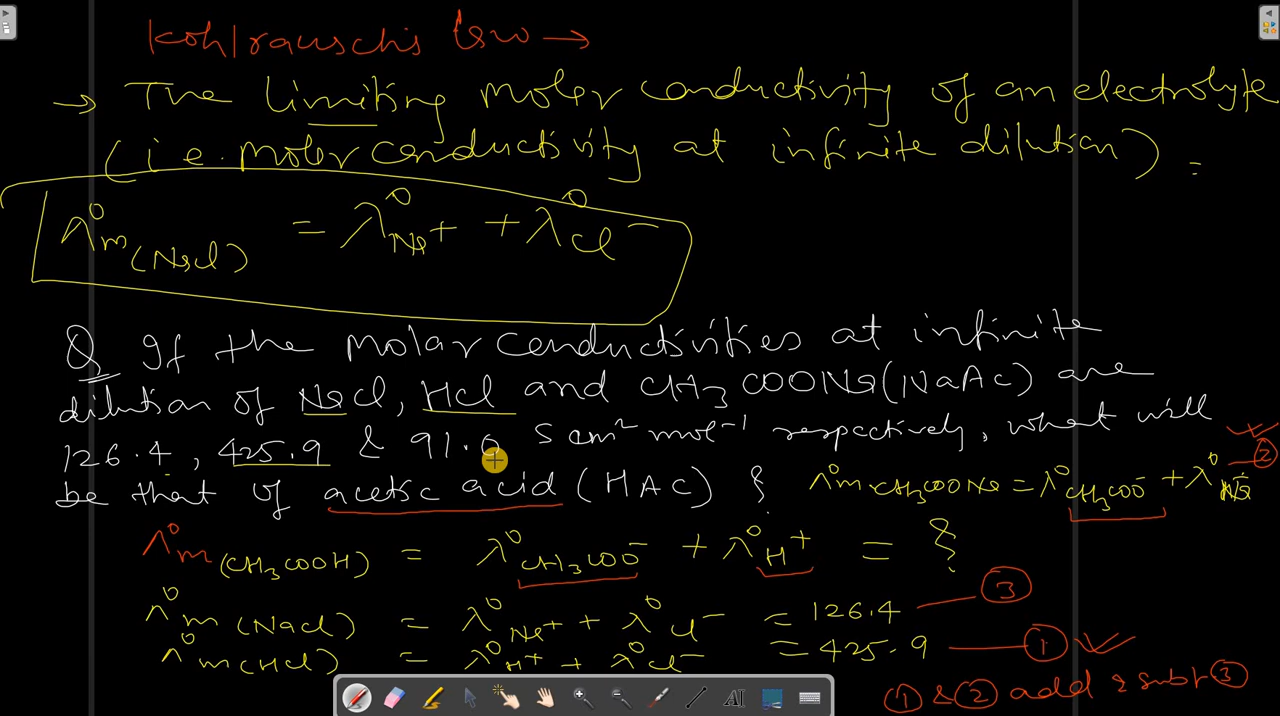 Kohlrausch's law →
→ The limiting molar conductivity of an electrolyte
(i.e. molar conductivity at infinite dilution) =
Λ°m(NaCl) = λ°Na+ + λ°Cl−
Q If the molar conductivities at infinite
dilution of NaCl, HCl and CH3COONa(NaAc) are
126.4, 425.9 & 91.0 S cm² mol−1 respectively, what will
be that of acetic acid (HAC) ?
Λ°m CH3COONa = λ°CH3COO− + λ°Na ②
Λ°m(CH3COOH) = λ°CH3COO− + λ°H+ = ?
Λ°m(NaCl) = λ°Na+ + λ°Cl− = 126.4 — ③
Λ°m(HCl) = λ°H+ + λ°Cl− = 425.9 — ①
① & ② add & subt ③
AI